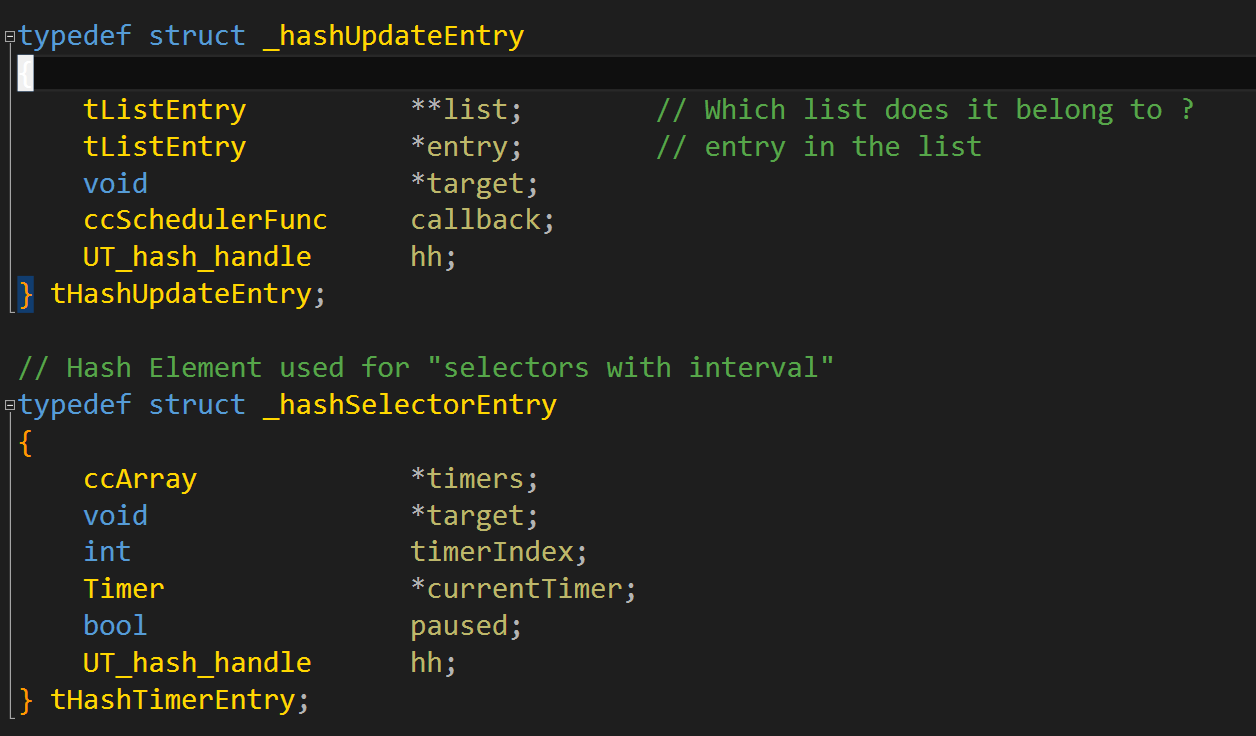 typedef struct _hashUpdateEntry
{
    tListEntry          **list;        // Which list does it belong to ?
    tListEntry          *entry;        // entry in the list
    void                *target;
    ccSchedulerFunc     callback;
    UT_hash_handle      hh;
} tHashUpdateEntry;

// Hash Element used for "selectors with interval"
typedef struct _hashSelectorEntry
{
    ccArray             *timers;
    void                *target;
    int                 timerIndex;
    Timer               *currentTimer;
    bool                paused;
    UT_hash_handle      hh;
} tHashTimerEntry;